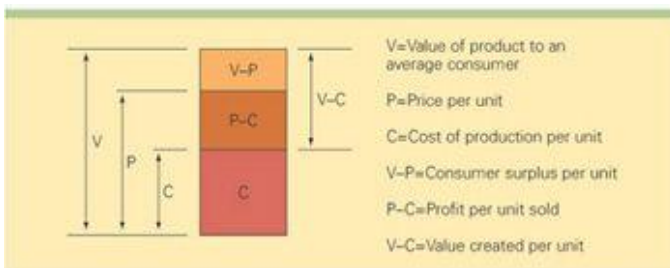 V
P
C
V–P
P–C
C
V–C
V=Value of product to an
average consumer
P=Price per unit
C=Cost of production per unit
V–P=Consumer surplus per unit
P–C=Profit per unit sold
V–C=Value created per unit